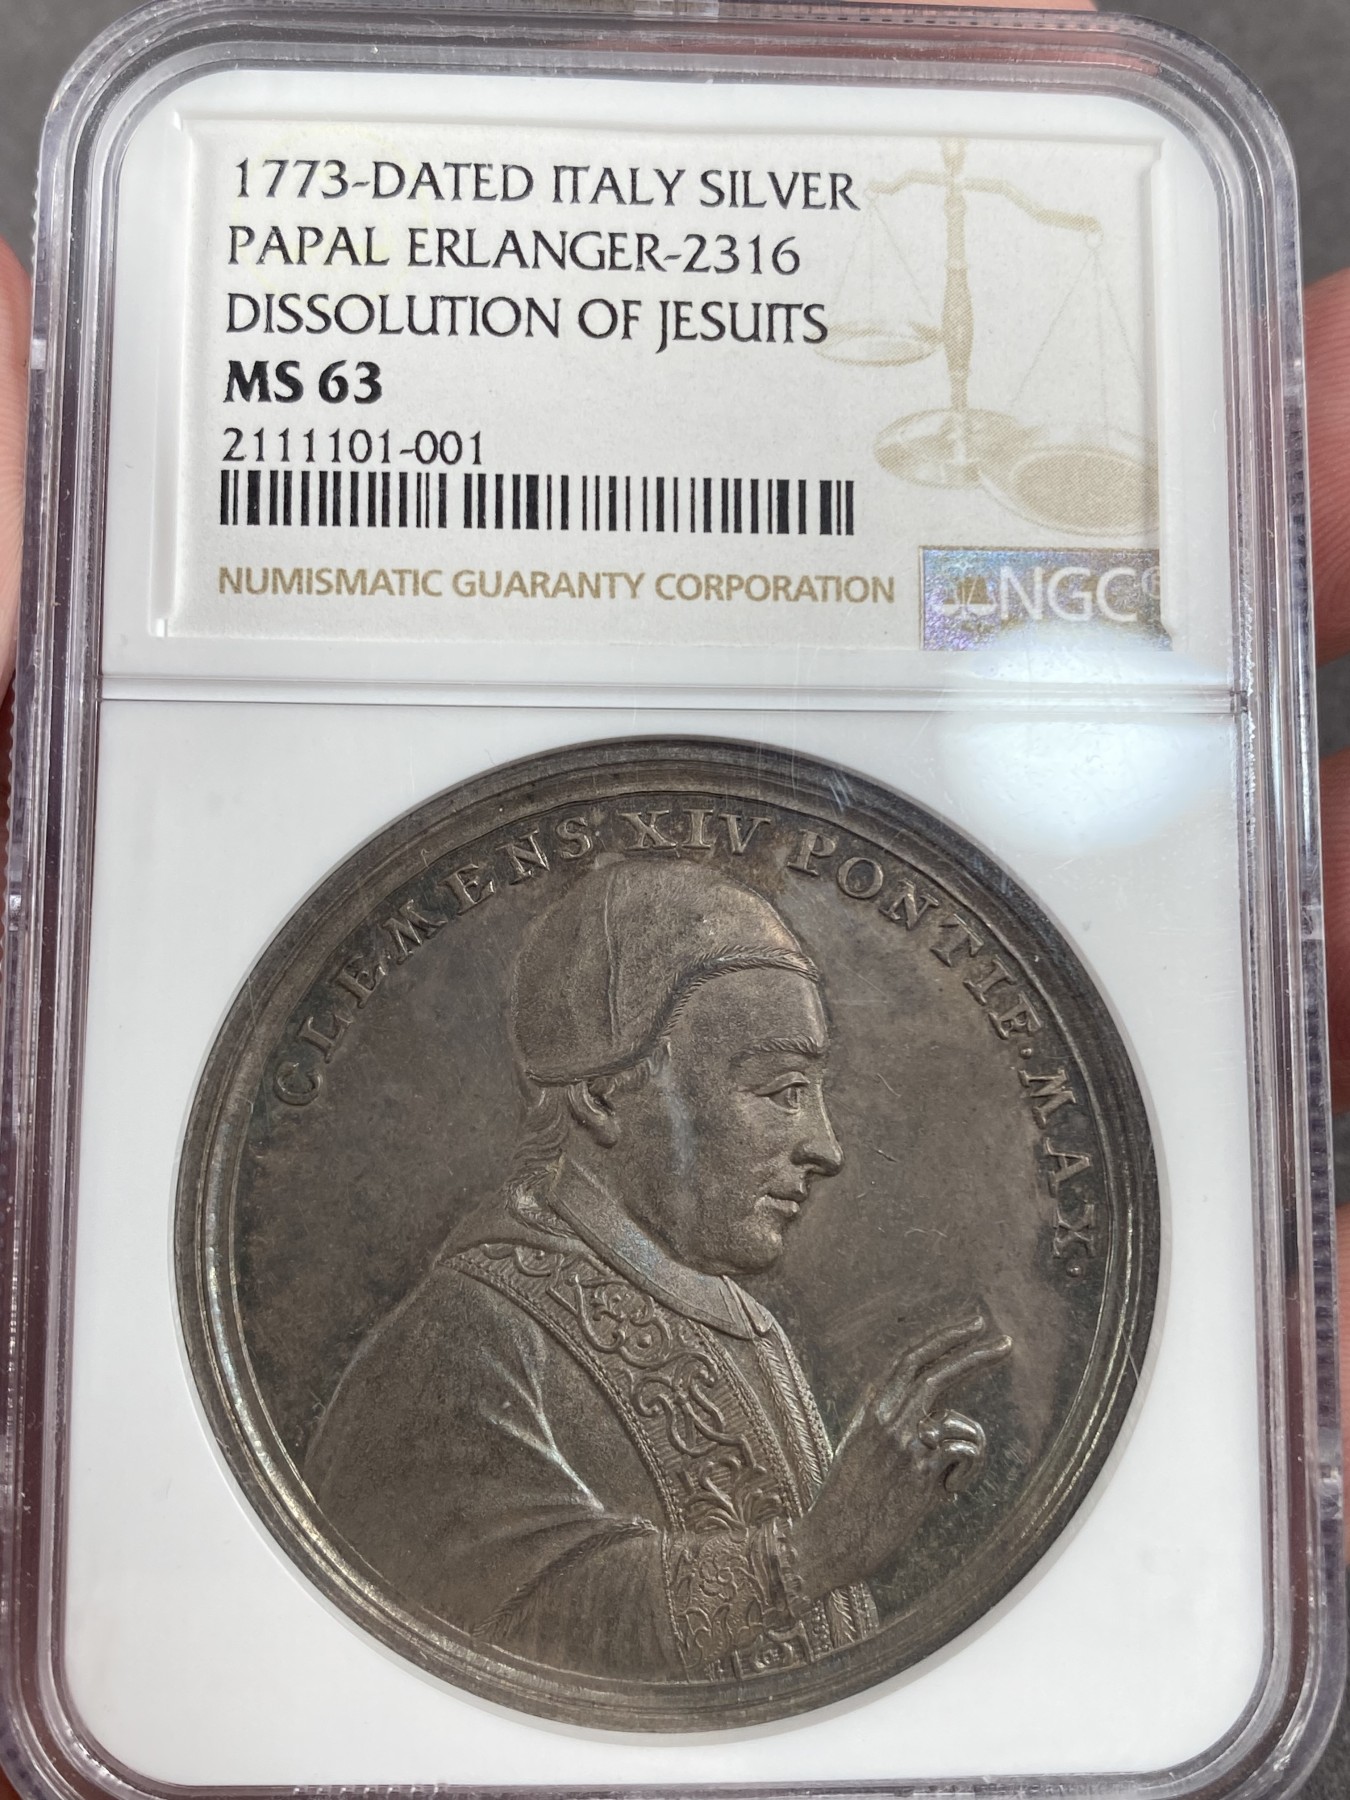 1773-DATED ITALY SILVER
PAPAL ERLANGER-2316
DISSOLUTION OF JESUITS
MS 63
2111101-001
NUMISMATIC GUARANTY CORPORATION
NGC®
CLEMENS XIV PONTIF·MAX·